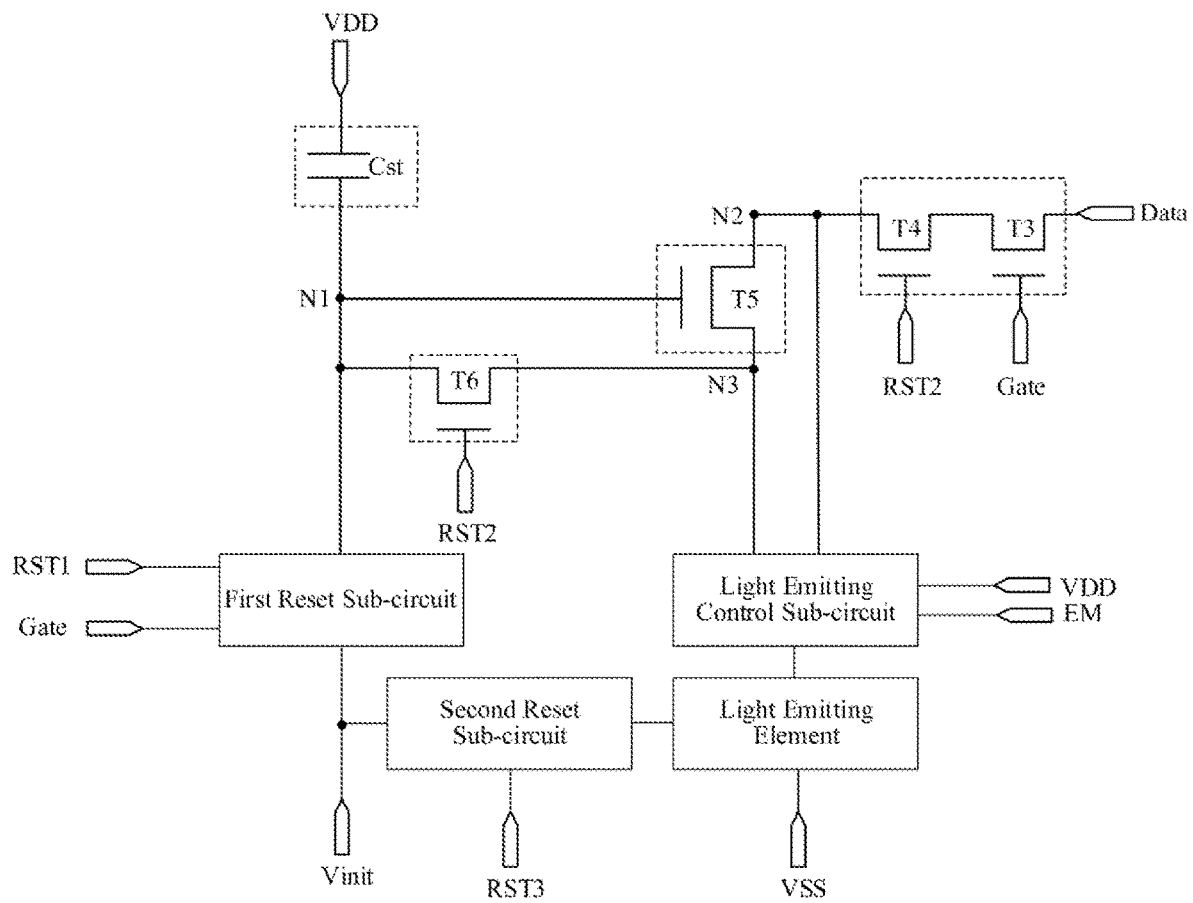 VDD
Cst
N2
T4
T3
Data
N1
T5
T6
N3
RST2
Gate
RST2
RST1
First Reset Sub-circuit
Gate
Light Emitting
Control Sub-circuit
VDD
EM
Second Reset
Sub-circuit
Light Emitting
Element
Vinit
RST3
VSS